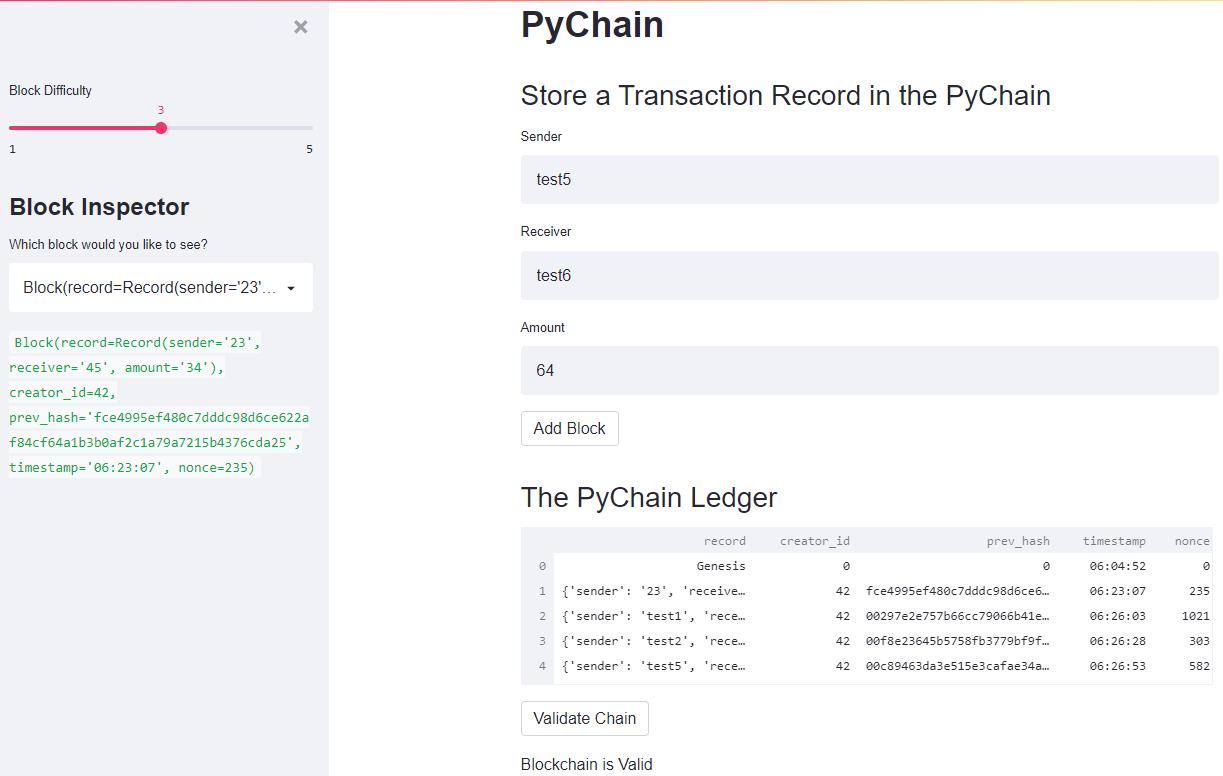 ×
Block Difficulty
3
1 5
Block Inspector
Which block would you like to see?
Block(record=Record(sender='23'...
Block(record=Record(sender='23',
receiver='45', amount='34'),
creator_id=42,
prev_hash='fce4995ef480c7dddc98d6ce622a
f84cf64a1b3b0af2c1a79a7215b4376cda25',
timestamp='06:23:07', nonce=235)
PyChain
Store a Transaction Record in the PyChain
Sender
test5
Receiver
test6
Amount
64
Add Block
The PyChain Ledger
record creator_id prev_hash timestamp nonce
0 Genesis 0 0 06:04:52 0
1 {'sender': '23', 'receive… 42 fce4995ef480c7dddc98d6ce6… 06:23:07 235
2 {'sender': 'test1', 'rece… 42 00297e2e757b66cc79066b41e… 06:26:03 1021
3 {'sender': 'test2', 'rece… 42 00f8e23645b5758fb3779bf9f… 06:26:28 303
4 {'sender': 'test5', 'rece… 42 00c89463da3e515e3cafae34a… 06:26:53 582
Validate Chain
Blockchain is Valid